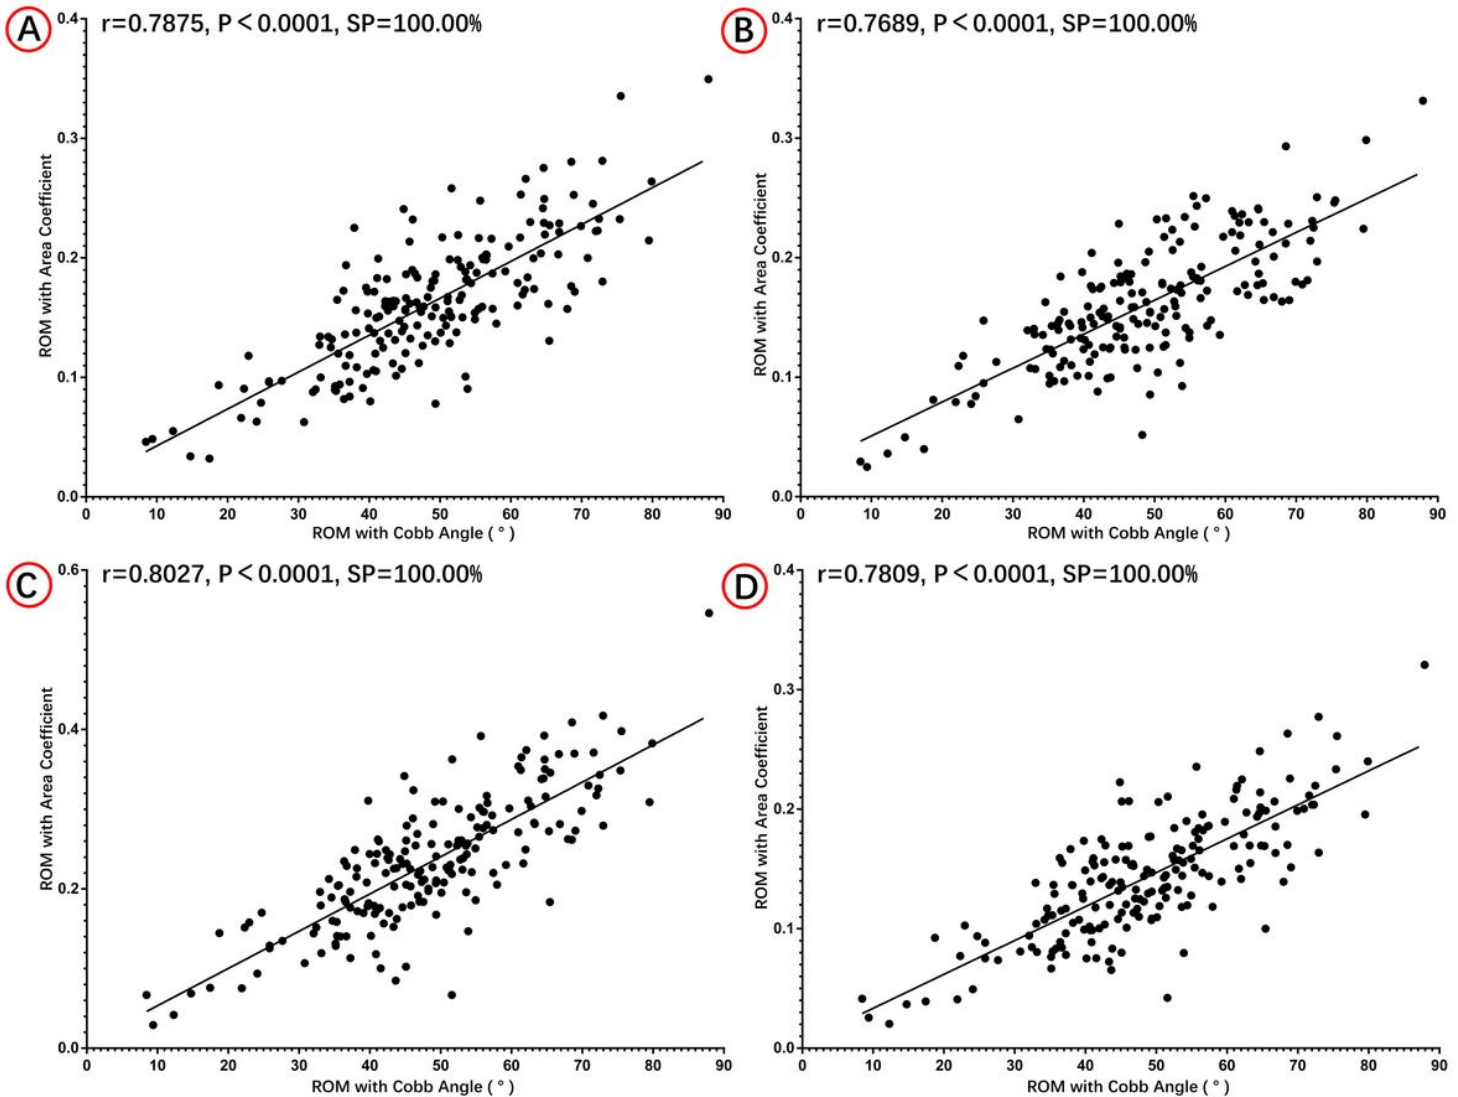 A
r=0.7875, P<0.0001, SP=100.00%
0.4
0.3
0.2
0.1
0.0
ROM with Area Coefficient
0 10 20 30 40 50 60 70 80 90
ROM with Cobb Angle ( ° )
B
r=0.7689, P<0.0001, SP=100.00%
0.4
0.3
0.2
0.1
0.0
ROM with Area Coefficient
0 10 20 30 40 50 60 70 80 90
ROM with Cobb Angle ( ° )
C
r=0.8027, P<0.0001, SP=100.00%
0.6
0.4
0.2
0.0
ROM with Area Coefficient
0 10 20 30 40 50 60 70 80 90
ROM with Cobb Angle ( ° )
D
r=0.7809, P<0.0001, SP=100.00%
0.4
0.3
0.2
0.1
0.0
ROM with Area Coefficient
0 10 20 30 40 50 60 70 80 90
ROM with Cobb Angle ( ° )